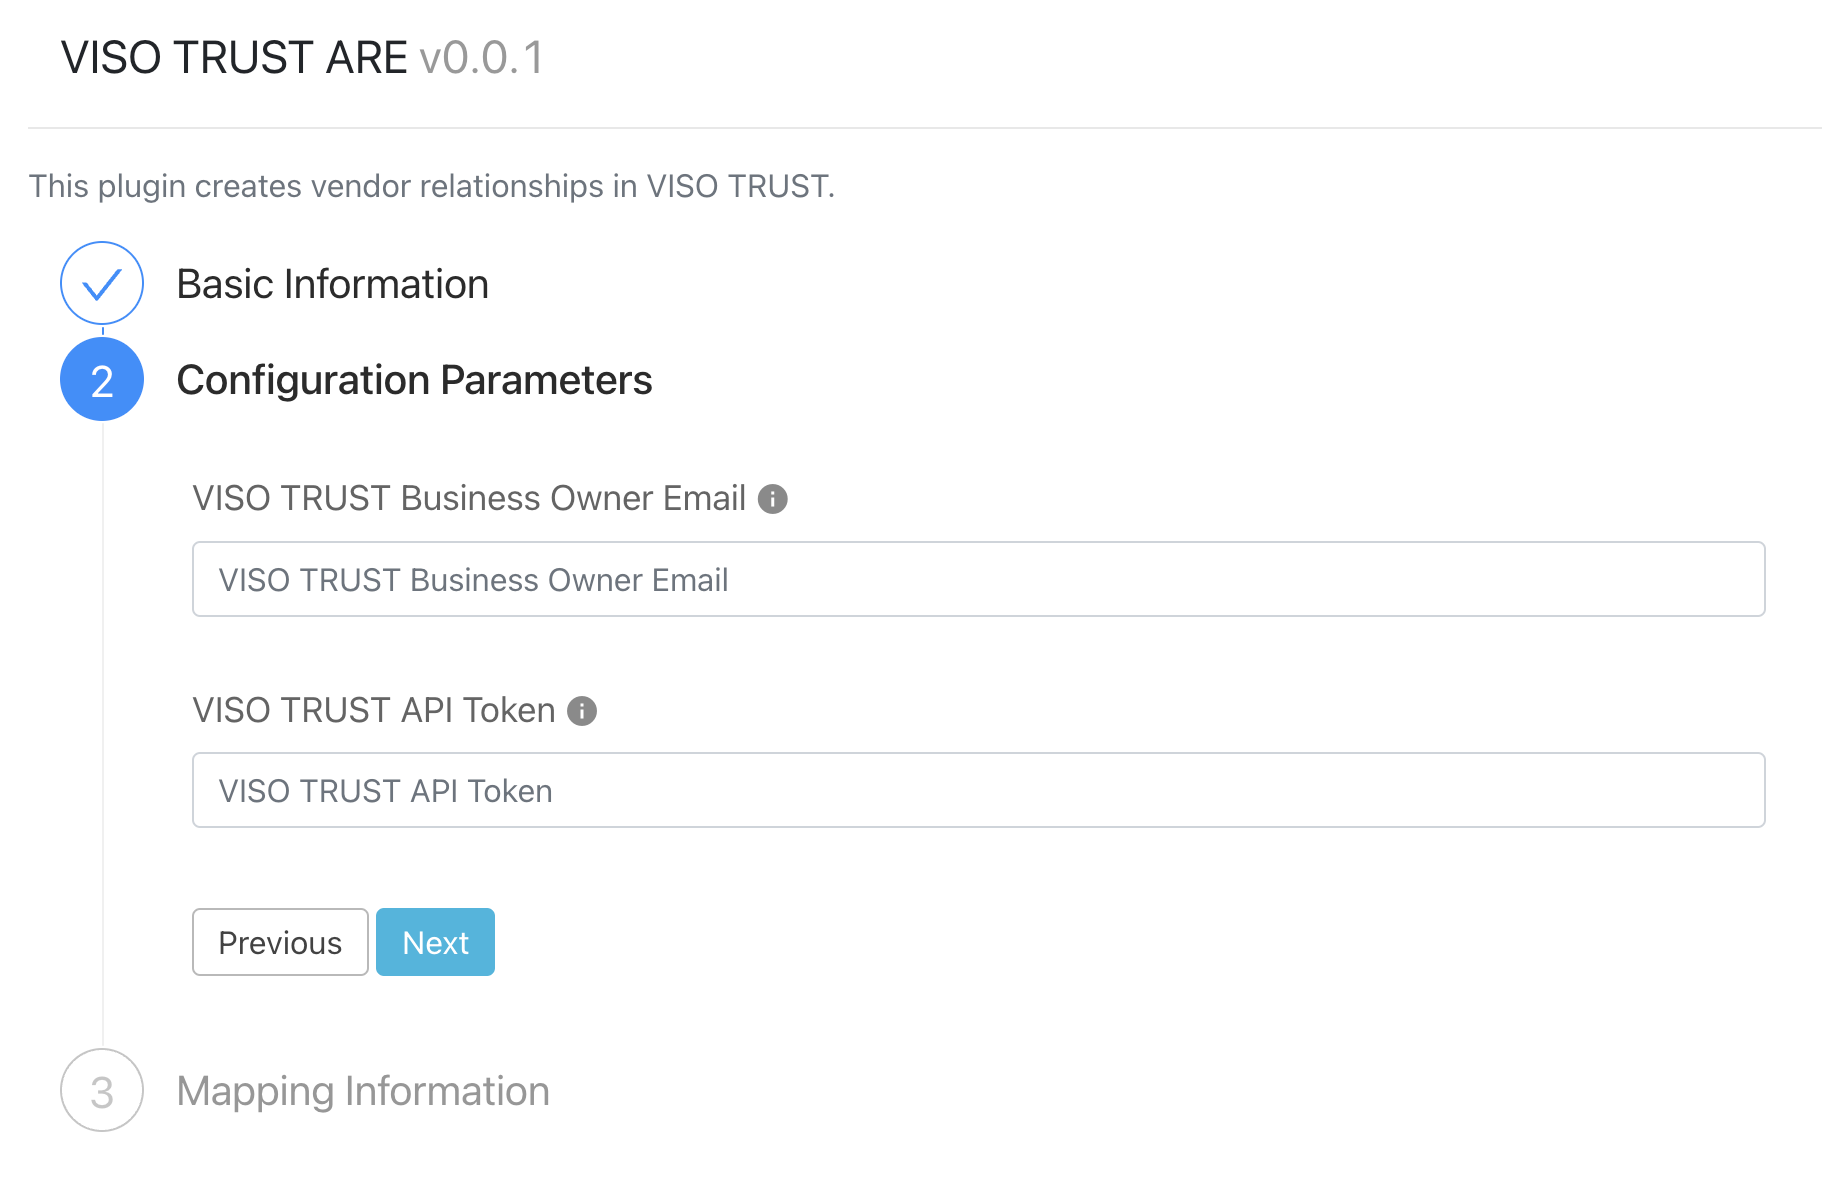 VISO TRUST ARE v0.0.1
This plugin creates vendor relationships in VISO TRUST.
Basic Information
2 Configuration Parameters
VISO TRUST Business Owner Email
VISO TRUST Business Owner Email
VISO TRUST API Token
VISO TRUST API Token
Previous Next
3 Mapping Information